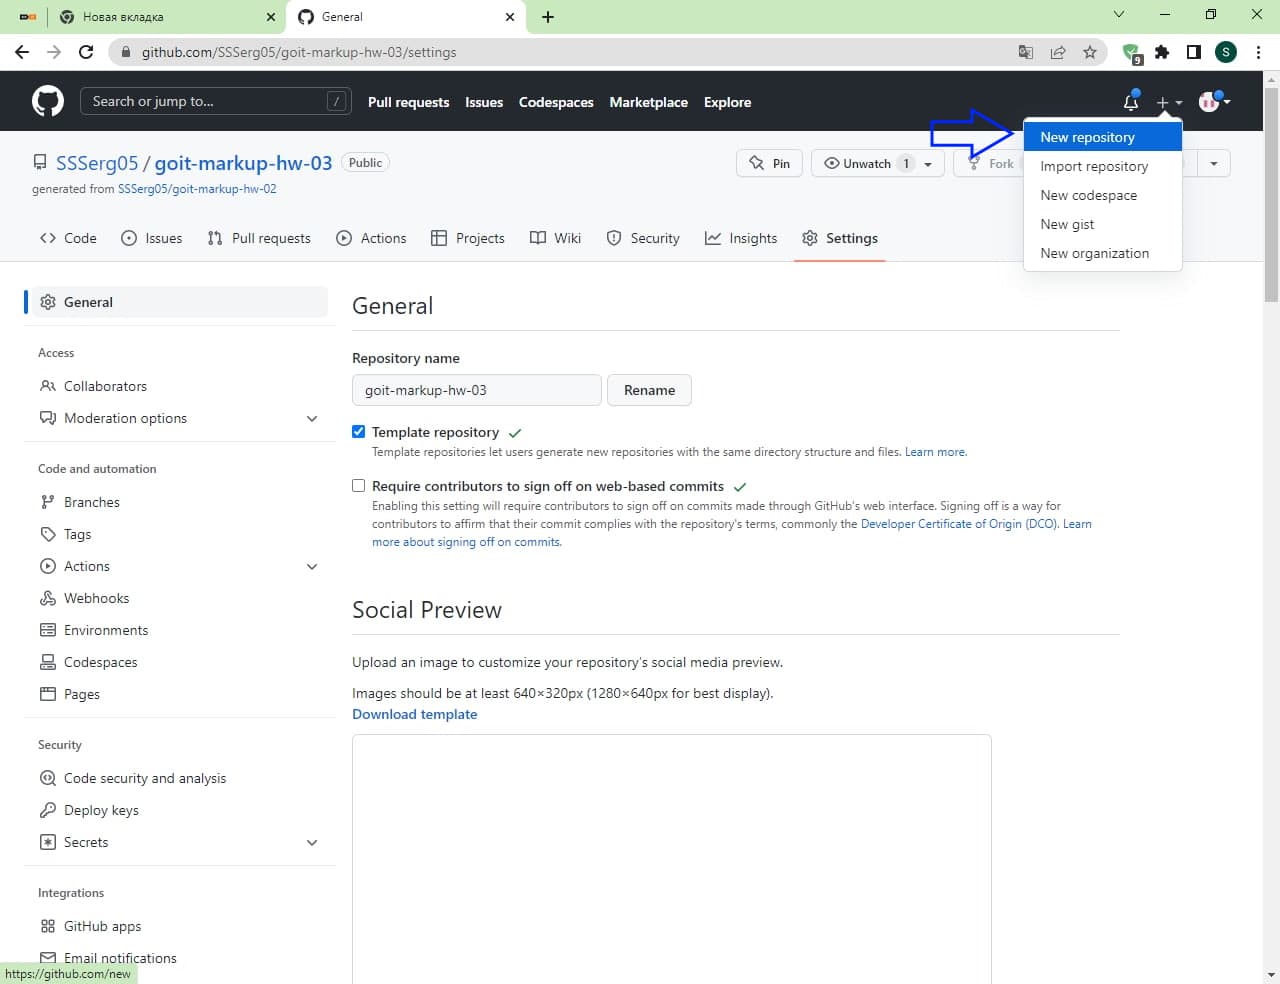 Новая вкладка
General
github.com/SSSerg05/goit-markup-hw-03/settings
9
S
Search or jump to...
/
Pull requests
Issues
Codespaces
Marketplace
Explore
New repository
Import repository
New codespace
New gist
New organization
SSSerg05 / goit-markup-hw-03
Public
generated from SSSerg05/goit-markup-hw-02
Pin
Unwatch 1
Fork
Code
Issues
Pull requests
Actions
Projects
Wiki
Security
Insights
Settings
General
Access
Collaborators
Moderation options
Code and automation
Branches
Tags
Actions
Webhooks
Environments
Codespaces
Pages
Security
Code security and analysis
Deploy keys
Secrets
Integrations
GitHub apps
Email notifications
General
Repository name
goit-markup-hw-03
Rename
Template repository
Template repositories let users generate new repositories with the same directory structure and files. Learn more.
Require contributors to sign off on web-based commits
Enabling this setting will require contributors to sign off on commits made through GitHub's web interface. Signing off is a way for
contributors to affirm that their commit complies with the repository's terms, commonly the Developer Certificate of Origin (DCO). Learn
more about signing off on commits.
Social Preview
Upload an image to customize your repository's social media preview.
Images should be at least 640×320px (1280×640px for best display).
Download template
https://github.com/new